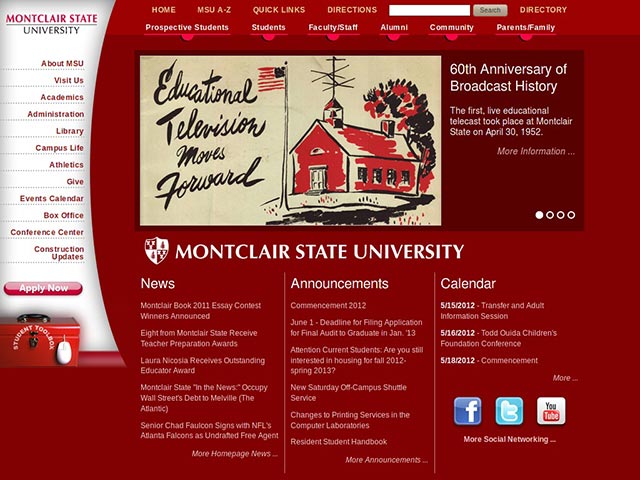 MONTCLAIR STATE
UNIVERSITY
HOME MSU A-Z QUICK LINKS DIRECTIONS Search DIRECTORY
Prospective Students Students Faculty/Staff Alumni Community Parents/Family
About MSU
Visit Us
Academics
Administration
Library
Campus Life
Athletics
Give
Events Calendar
Box Office
Conference Center
Construction
Updates
Apply Now
STUDENT TOOLBOX
Educational
Television
Moves
Forward
60th Anniversary of
Broadcast History
The first, live educational
telecast took place at Montclair
State on April 30, 1952.
More Information ...
MONTCLAIR STATE UNIVERSITY
News
Montclair Book 2011 Essay Contest
Winners Announced
Eight from Montclair State Receive
Teacher Preparation Awards
Laura Nicosia Receives Outstanding
Educator Award
Montclair State "In the News:" Occupy
Wall Street's Debt to Melville (The
Atlantic)
Senior Chad Faulcon Signs with NFL's
Atlanta Falcons as Undrafted Free Agent
More Homepage News ...
Announcements
Commencement 2012
June 1 - Deadline for Filing Application
for Final Audit to Graduate in Jan. '13
Attention Current Students: Are you still
interested in housing for fall 2012-
spring 2013?
New Saturday Off-Campus Shuttle
Service
Changes to Printing Services in the
Computer Laboratories
Resident Student Handbook
More Announcements ...
Calendar
5/15/2012 - Transfer and Adult
Information Session
5/16/2012 - Todd Ouida Children's
Foundation Conference
5/18/2012 - Commencement
More ...
f t You Tube
More Social Networking ...